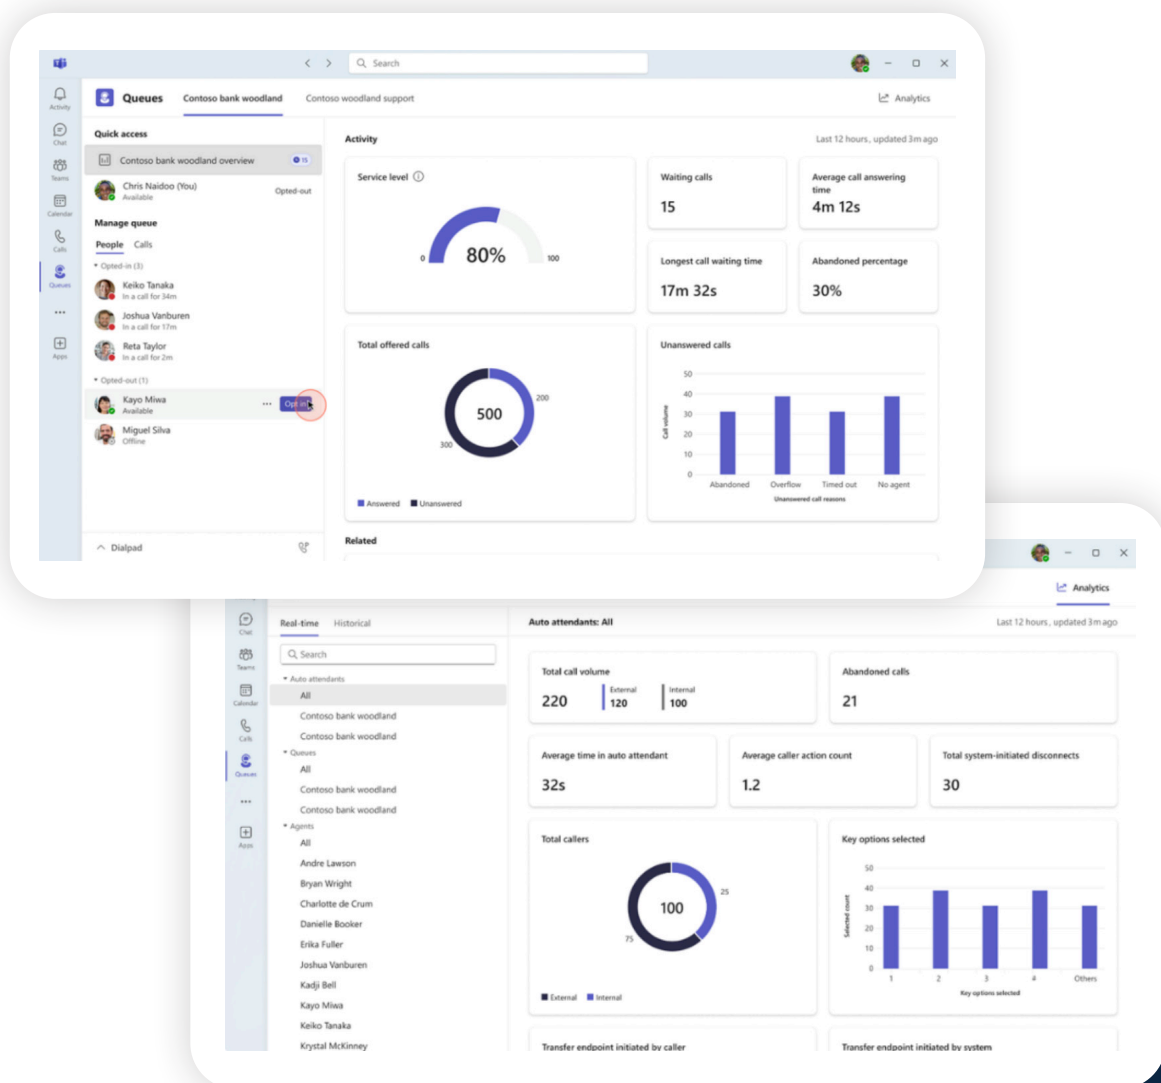 Search
Activity
Chat
Teams
Calendar
Calls
Queues
Apps
Queues
Contoso bank woodland
Contoso woodland support
Analytics
Quick access
Contoso bank woodland overview
15
Chris Naidoo (You)
Available
Opted-out
Manage queue
People
Calls
Opted-in (3)
Keiko Tanaka
In a call for 34m
Joshua Vanburen
In a call for 17m
Reta Taylor
In a call for 2m
Opted-out (1)
Kayo Miwa
Available
Opt in
Miguel Silva
Offline
Dialpad
Activity
Last 12 hours, updated 3m ago
Service level
0
80%
100
Waiting calls
15
Average call answering
time
4m 12s
Longest call waiting time
17m 32s
Abandoned percentage
30%
Total offered calls
500
200
300
Answered
Unanswered
Unanswered calls
50
40
30
20
10
0
Call volume
Abandoned
Overflow
Timed out
No agent
Unanswered call reasons
Related
Analytics
Chat
Teams
Calendar
Calls
Queues
Apps
Real-time
Historical
Search
Auto attendants
All
Contoso bank woodland
Contoso bank woodland
Queues
All
Contoso bank woodland
Contoso bank woodland
Agents
All
Andre Lawson
Bryan Wright
Charlotte de Crum
Danielle Booker
Erika Fuller
Joshua Vanburen
Kadji Bell
Kayo Miwa
Keiko Tanaka
Krystal McKinney
Auto attendants: All
Last 12 hours, updated 3m ago
Total call volume
220
External
120
Internal
100
Abandoned calls
21
Average time in auto attendant
32s
Average caller action count
1.2
Total system-initiated disconnects
30
Total callers
100
25
75
External
Internal
Key options selected
50
40
30
20
10
0
Selected count
1
2
3
4
Others
Key options selected
Transfer endpoint initiated by caller
Transfer endpoint initiated by system